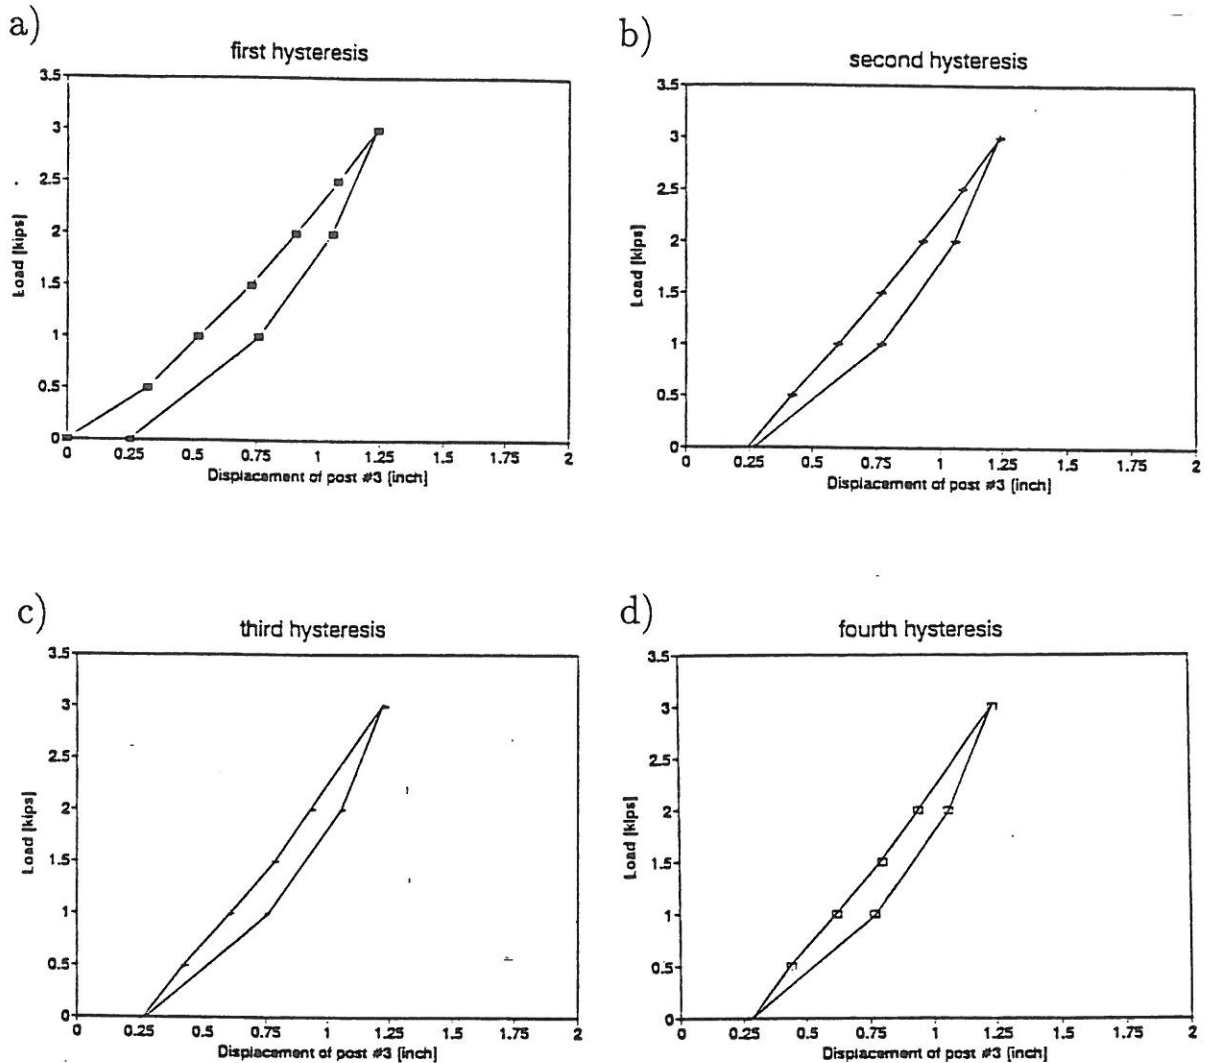 a)
first hysteresis
3.5
3
2.5
2
1.5
1
0.5
0
Load [kips]
0 0.25 0.5 0.75 1 1.25 1.5 1.75 2
Displacement of post #3 [inch]
b)
second hysteresis
3.5
3
2.5
2
1.5
1
0.5
0
Load [kips]
0 0.25 0.5 0.75 1 1.25 1.5 1.75 2
Displacement of post #3 [inch]
c)
third hysteresis
3.5
3
2.5
2
1.5
1
0.5
0
Load [kips]
0 0.25 0.5 0.75 1 1.25 1.5 1.75 2
Displacement of post #3 [inch]
d)
fourth hysteresis
3.5
3
2.5
2
1.5
1
0.5
0
Load [kips]
0 0.25 0.5 0.75 1 1.25 1.5 1.75 2
Displacement of post #3 [inch]